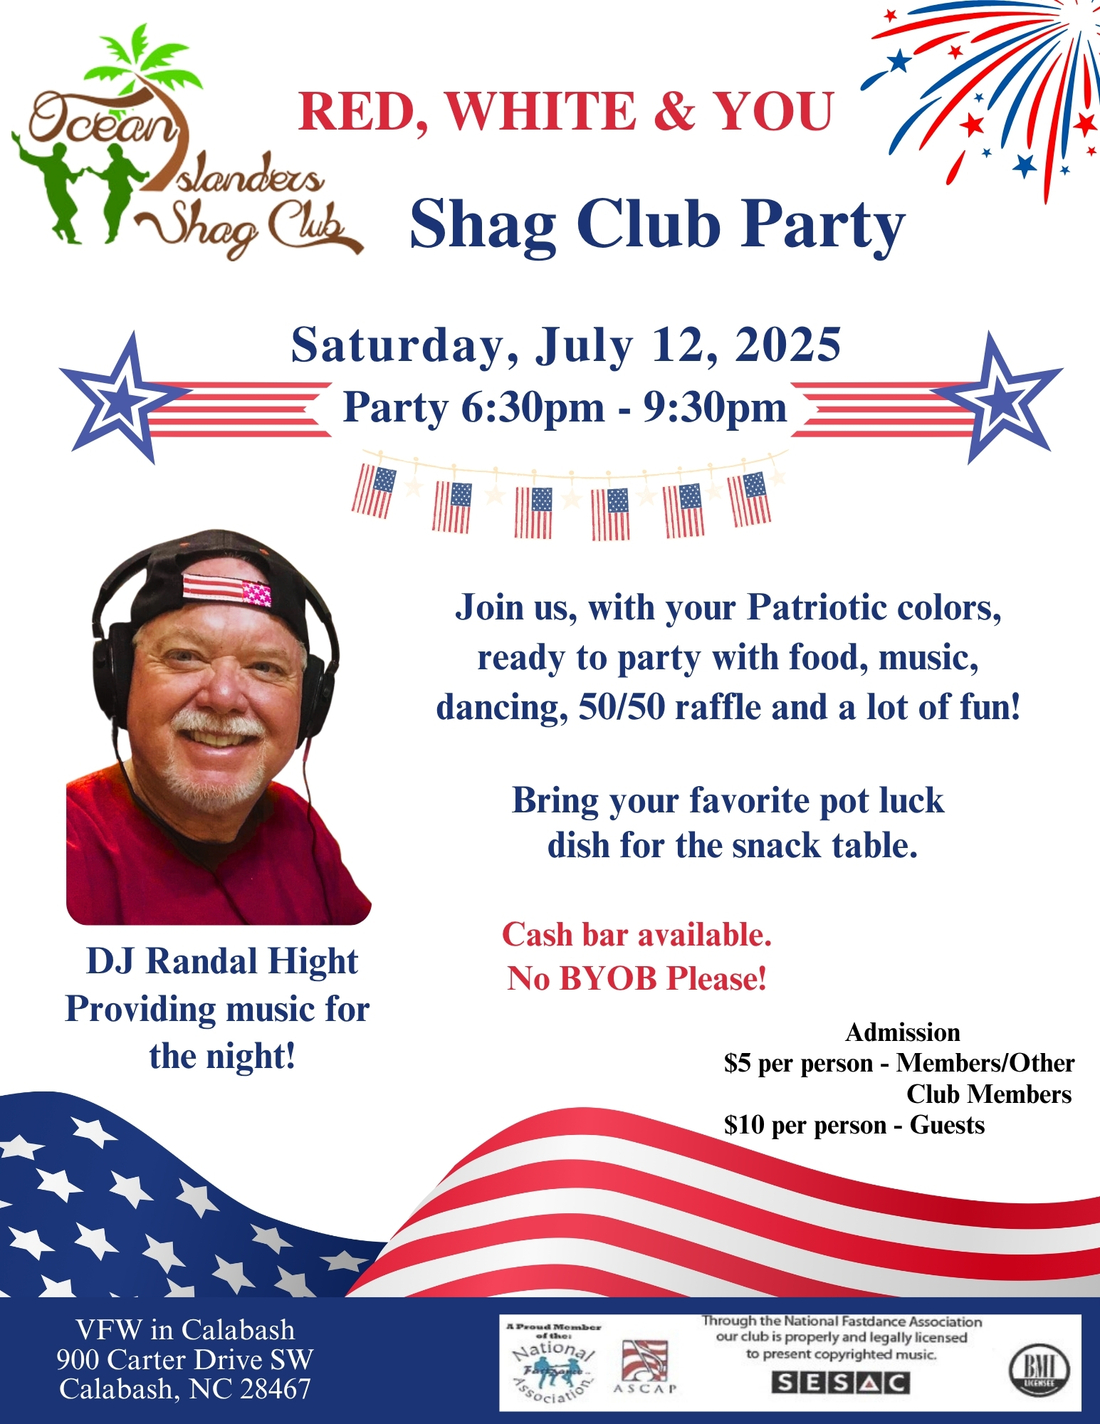 Ocean
Islanders
Shag Club
RED, WHITE & YOU
Shag Club Party
Saturday, July 12, 2025
Party 6:30pm - 9:30pm
Join us, with your Patriotic colors,
ready to party with food, music,
dancing, 50/50 raffle and a lot of fun!
Bring your favorite pot luck
dish for the snack table.
Cash bar available.
No BYOB Please!
DJ Randal Hight
Providing music for
the night!
Admission
$5 per person - Members/Other
Club Members
$10 per person - Guests
VFW in Calabash
900 Carter Drive SW
Calabash, NC 28467
A Proud Member
of the:
National
FastDance
Association
ASCAP
Through the National Fastdance Association
our club is properly and legally licensed
to present copyrighted music.
SESAC
BMI
LICENSEE